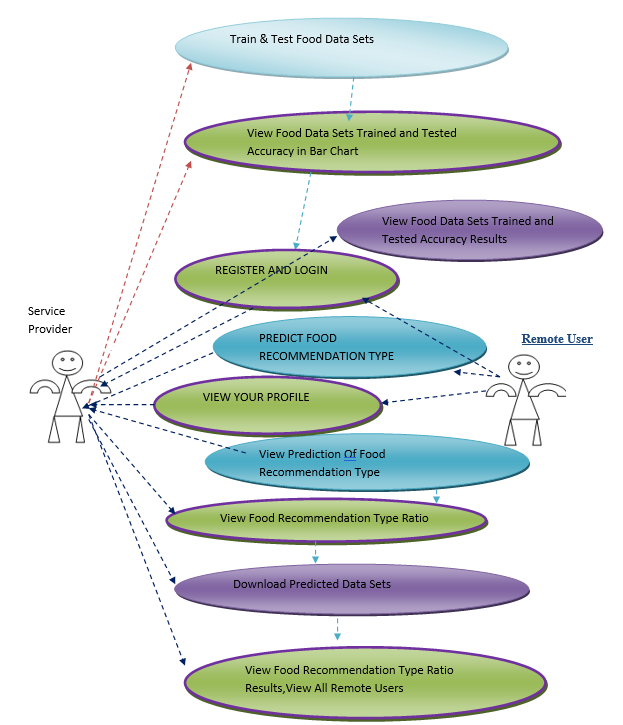 Train & Test Food Data Sets
View Food Data Sets Trained and Tested
Accuracy in Bar Chart
View Food Data Sets Trained and
Tested Accuracy Results
REGISTER AND LOGIN
Service
Provider
PREDICT FOOD
RECOMMENDATION TYPE
Remote User
VIEW YOUR PROFILE
View Prediction Of Food
Recommendation Type
View Food Recommendation Type Ratio
Download Predicted Data Sets
View Food Recommendation Type Ratio
Results,View All Remote Users